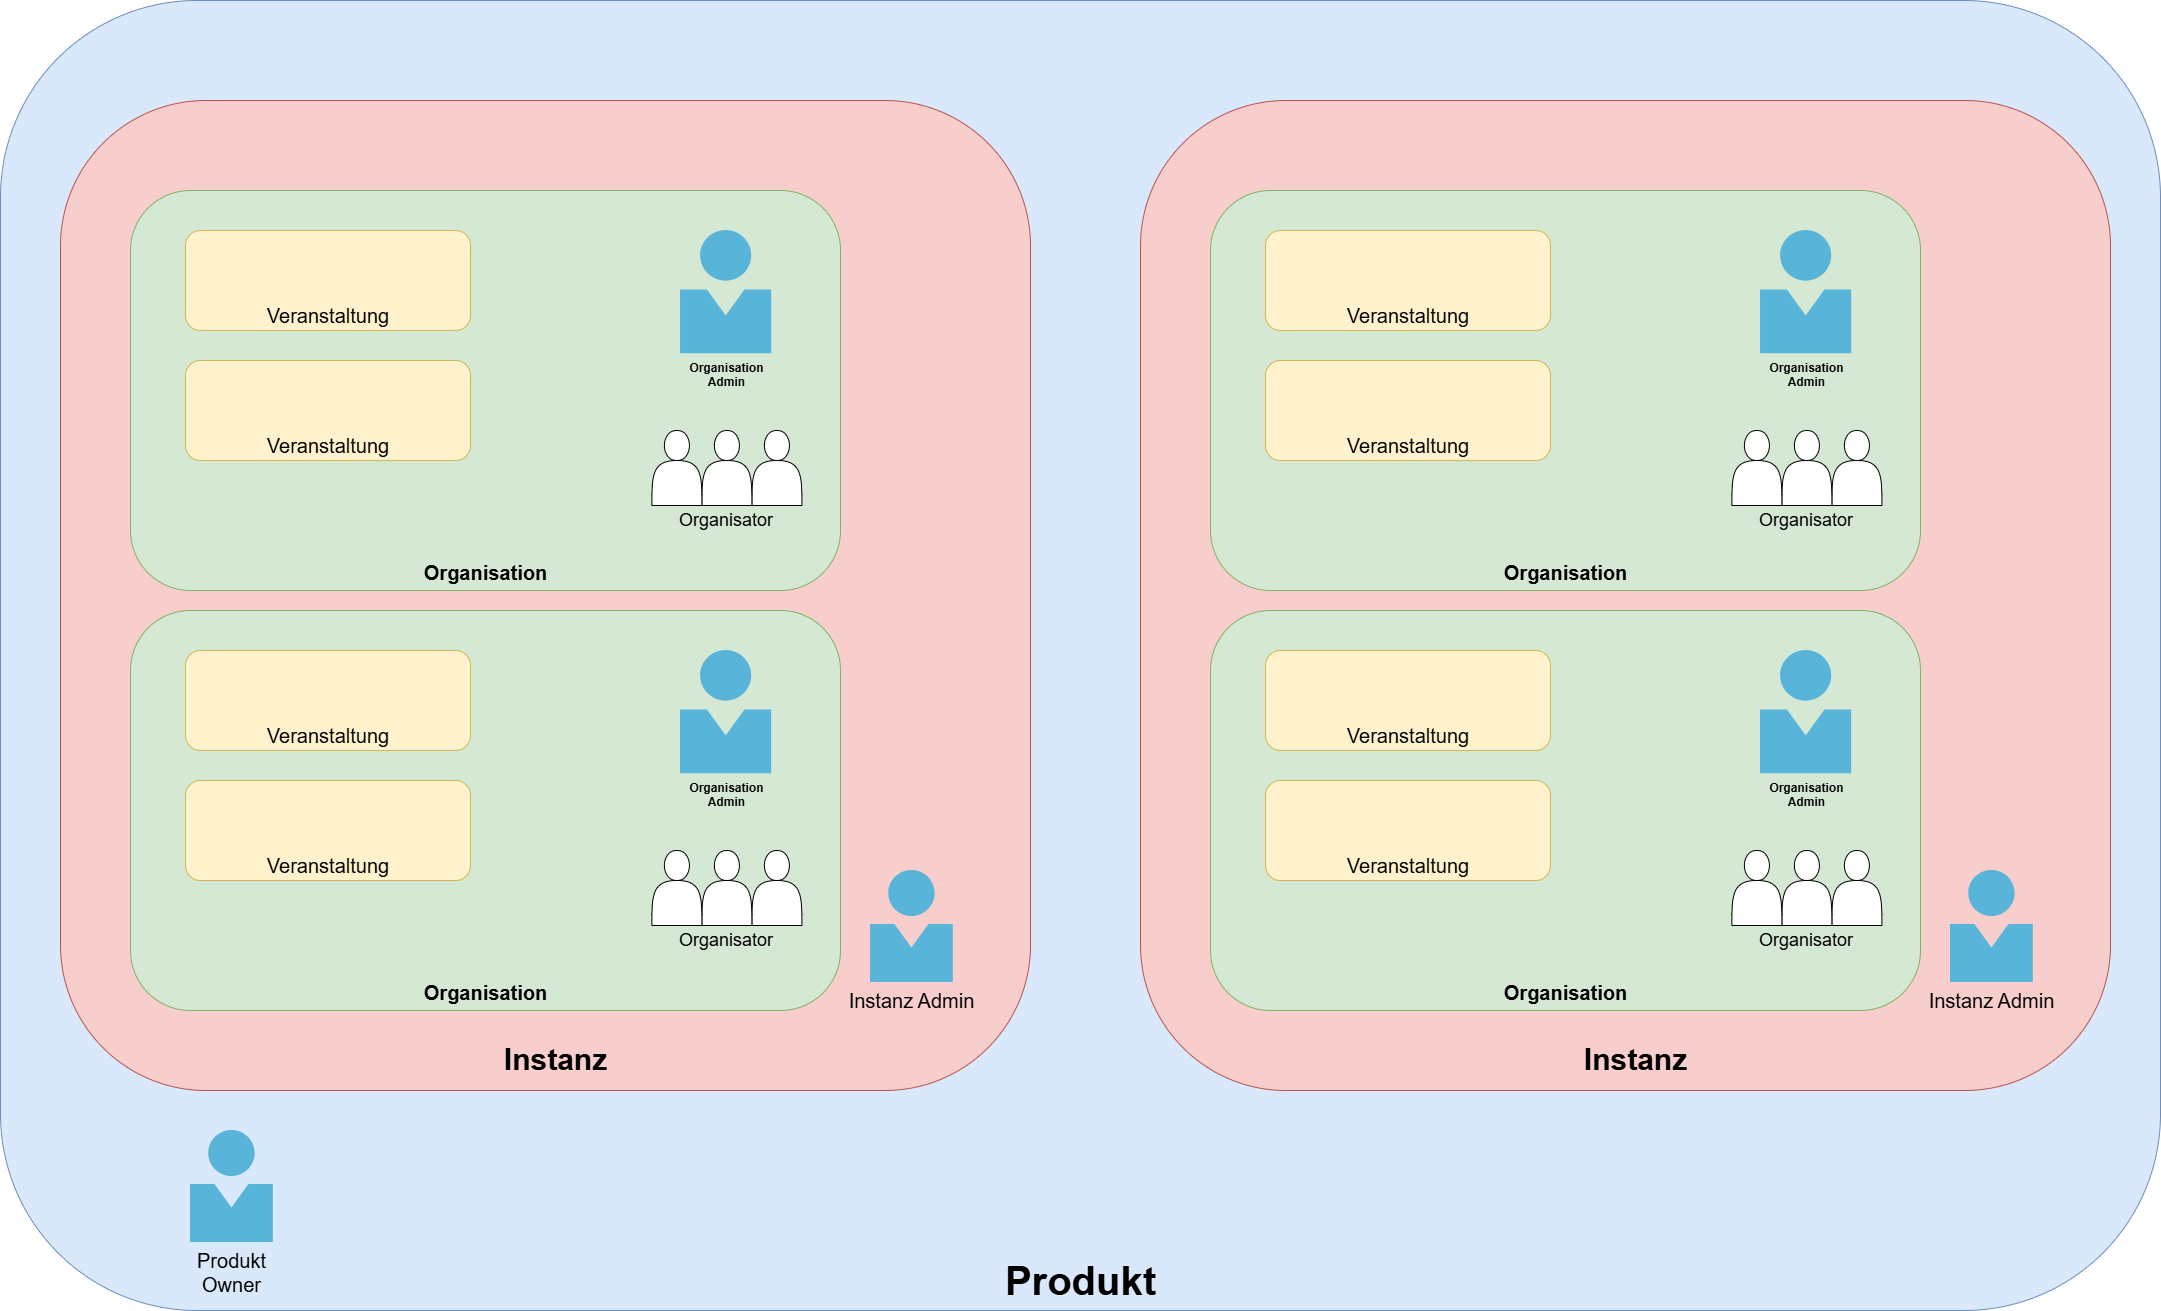 Veranstaltung
Veranstaltung
Organisation
Admin
Organisator
Organisation
Veranstaltung
Veranstaltung
Organisation
Admin
Organisator
Organisation
Instanz Admin
Instanz
Veranstaltung
Veranstaltung
Organisation
Admin
Organisator
Organisation
Veranstaltung
Veranstaltung
Organisation
Admin
Organisator
Organisation
Instanz Admin
Instanz
Produkt
Owner
Produkt